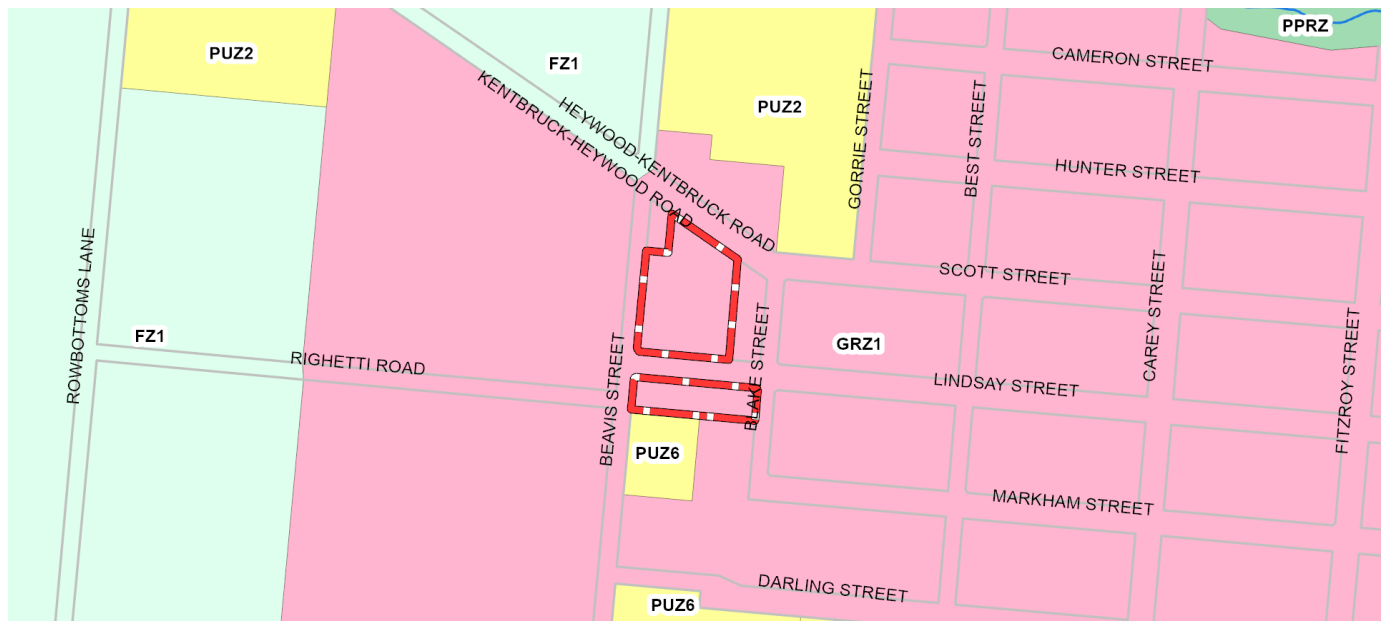 PPRZ
PUZ2
FZ1
CAMERON STREET
PUZ2
KENTBRUCK-HEYWOOD ROAD
HEYWOOD-KENTBRUCK ROAD
GORRIE STREET
BEST STREET
HUNTER STREET
ROWBOTTOMS LANE
SCOTT STREET
CAREY STREET
FZ1
GRZ1
RIGHETTI ROAD
BEAVIS STREET
BLAKE STREET
LINDSAY STREET
FITZROY STREET
PUZ6
MARKHAM STREET
DARLING STREET
PUZ6